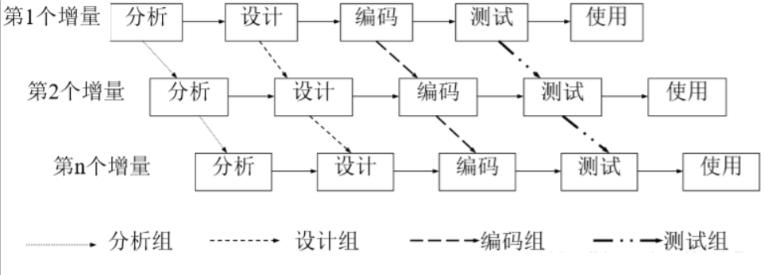 第1个增量 分析 设计 编码 测试 使用
第2个增量 分析 设计 编码 测试 使用
第n个增量 分析 设计 编码 测试 使用
分析组 设计组 编码组 测试组